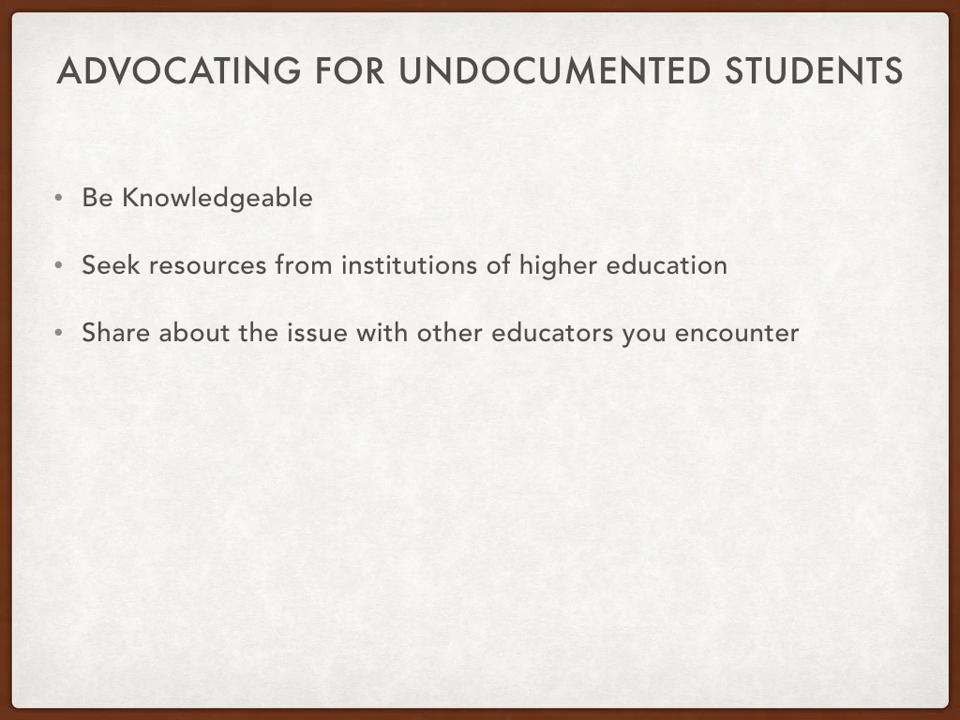 ADVOCATING FOR UNDOCUMENTED STUDENTS
• Be Knowledgeable
• Seek resources from institutions of higher education
• Share about the issue with other educators you encounter